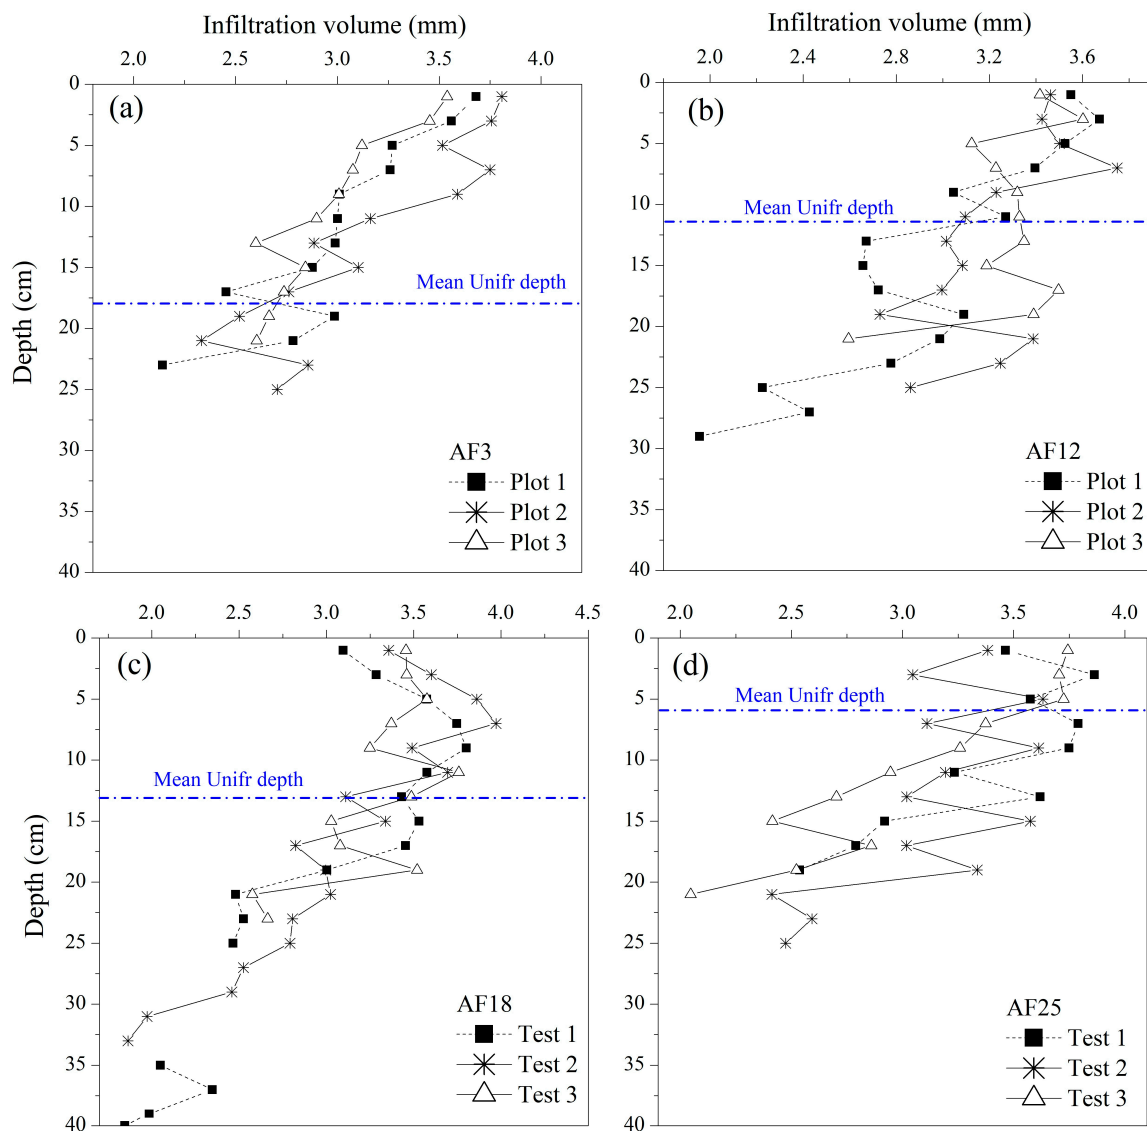 Infiltration volume (mm)
2.0 2.5 3.0 3.5 4.0
(a)
0
5
10
15
20
25
30
35
40
Depth (cm)
Mean Unifr depth
AF3
Plot 1
Plot 2
Plot 3
Infiltration volume (mm)
2.0 2.4 2.8 3.2 3.6
(b)
0
5
10
15
20
25
30
35
40
Mean Unifr depth
AF12
Plot 1
Plot 2
Plot 3
2.0 2.5 3.0 3.5 4.0 4.5
(c)
0
5
10
15
20
25
30
35
40
Depth (cm)
Mean Unifr depth
AF18
Test 1
Test 2
Test 3
2.0 2.5 3.0 3.5 4.0
(d)
0
5
10
15
20
25
30
35
40
Mean Unifr depth
AF25
Test 1
Test 2
Test 3